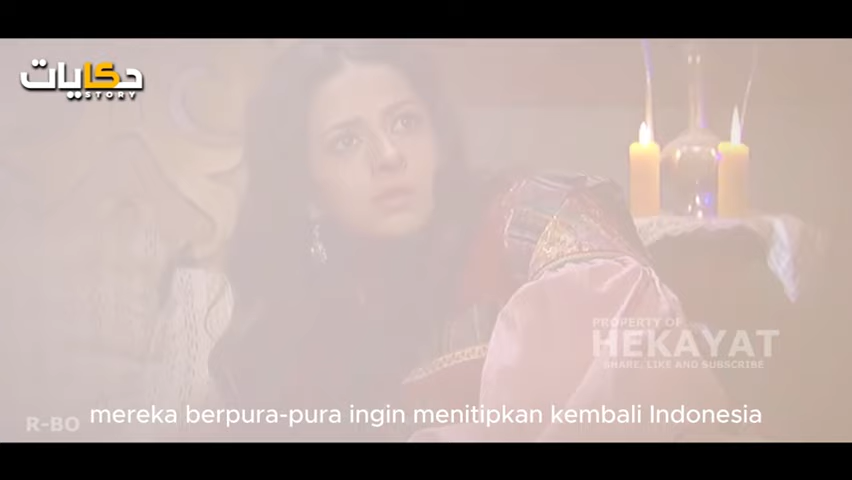 حكايات
STORY
PROPERTY OF
HEKAYAT
SHARE, LIKE AND SUBSCRIBE
R-BO
mereka berpura-pura ingin menitipkan kembali Indonesia